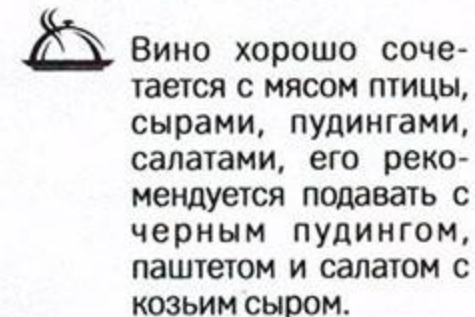 Вино хорошо соче-
тается с мясом птицы,
сырами, пудингами,
салатами, его реко-
мендуется подавать с
черным пудингом,
паштетом и салатом с
козьим сыром.